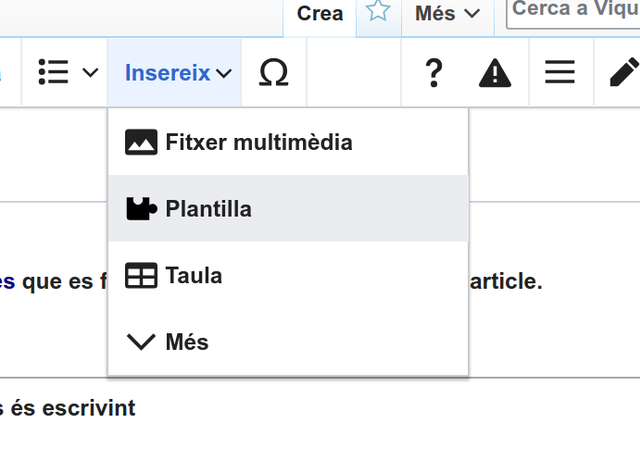 Crea Més Cerca a Viqu
Insereix Ω ?
Fitxer multimèdia
Plantilla
Taula
Més
es que es f article.
s és escrivint